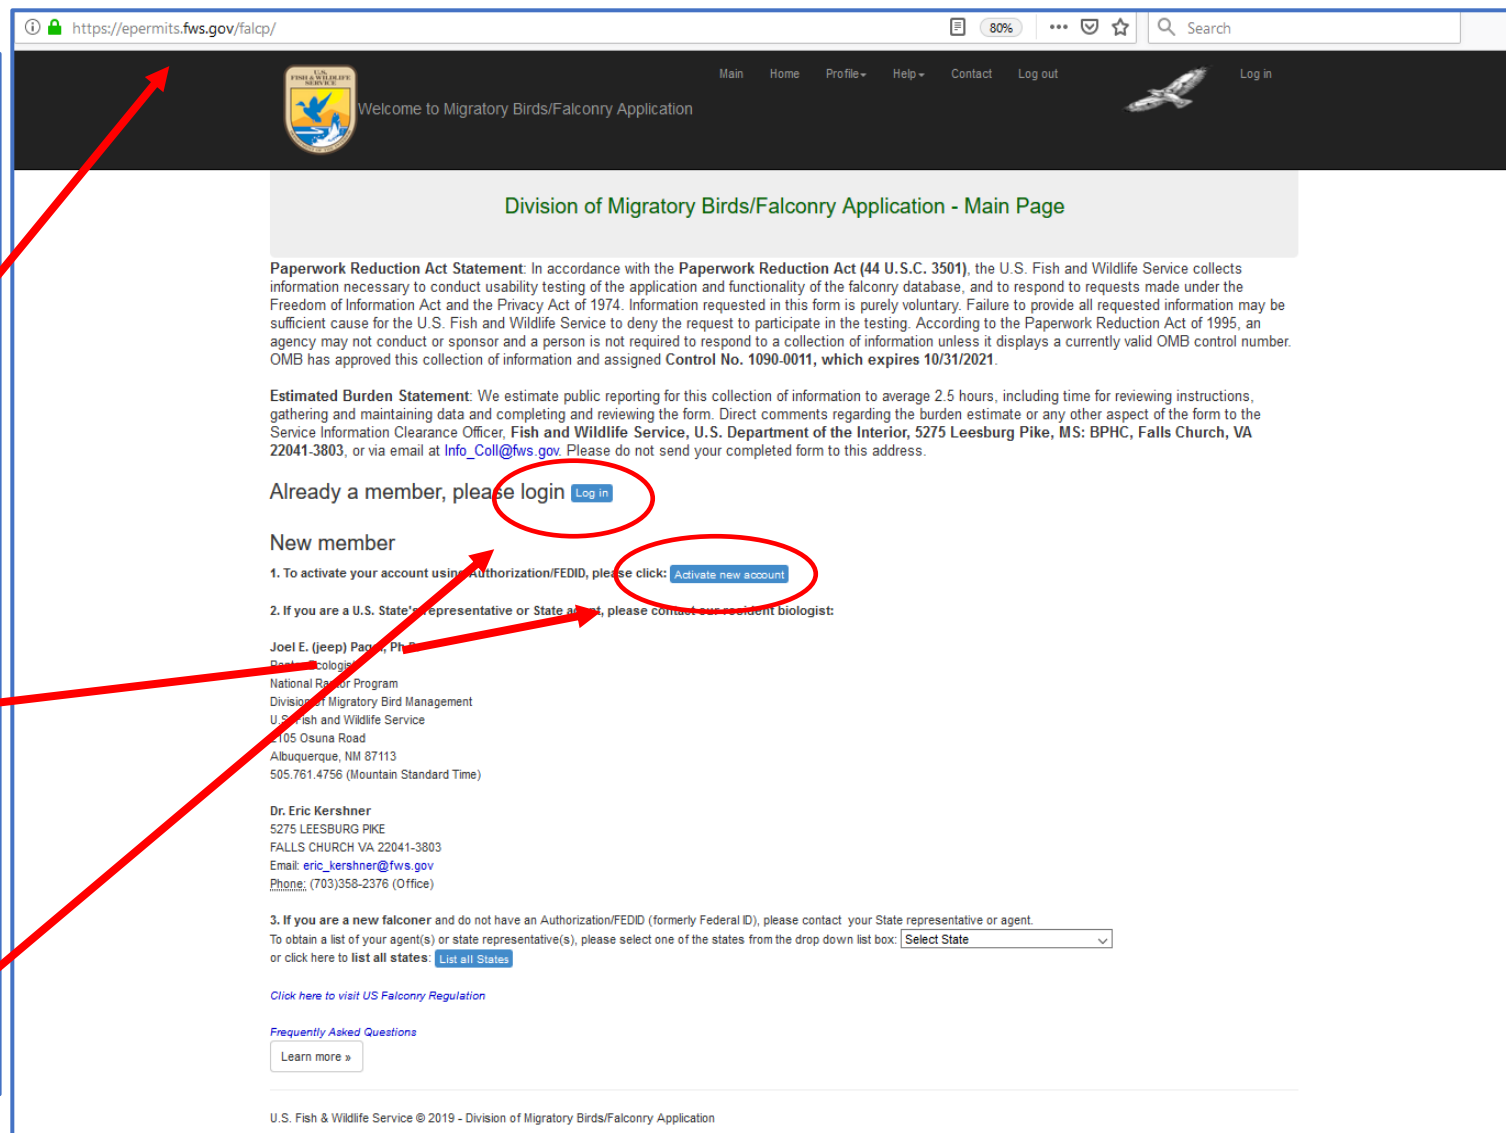 https://epermits.fws.gov/falcp/
80%
Search
U.S.
FISH & WILDLIFE
SERVICE
Main Home Profile Help Contact Log out Log in
Welcome to Migratory Birds/Falconry Application
Division of Migratory Birds/Falconry Application - Main Page
Paperwork Reduction Act Statement: In accordance with the Paperwork Reduction Act (44 U.S.C. 3501), the U.S. Fish and Wildlife Service collects
information necessary to conduct usability testing of the application and functionality of the falconry database, and to respond to requests made under the
Freedom of Information Act and the Privacy Act of 1974. Information requested in this form is purely voluntary. Failure to provide all requested information may be
sufficient cause for the U.S. Fish and Wildlife Service to deny the request to participate in the testing. According to the Paperwork Reduction Act of 1995, an
agency may not conduct or sponsor and a person is not required to respond to a collection of information unless it displays a currently valid OMB control number.
OMB has approved this collection of information and assigned Control No. 1090-0011, which expires 10/31/2021.
Estimated Burden Statement: We estimate public reporting for this collection of information to average 2.5 hours, including time for reviewing instructions,
gathering and maintaining data and completing and reviewing the form. Direct comments regarding the burden estimate or any other aspect of the form to the
Service Information Clearance Officer, Fish and Wildlife Service, U.S. Department of the Interior, 5275 Leesburg Pike, MS: BPHC, Falls Church, VA
22041-3803, or via email at Info_Coll@fws.gov. Please do not send your completed form to this address.
Already a member, please login Log in
New member
1. To activate your account using Authorization/FEDID, please click: Activate new account
2. If you are a U.S. State's representative or State agent, please contact our resident biologist:
Joel E. (jeep) Pagel, Ph.D.
Raptor Ecologist
National Raptor Program
Division of Migratory Bird Management
U.S. Fish and Wildlife Service
2105 Osuna Road
Albuquerque, NM 87113
505.761.4756 (Mountain Standard Time)
Dr. Eric Kershner
5275 LEESBURG PIKE
FALLS CHURCH VA 22041-3803
Email: eric_kershner@fws.gov
Phone: (703)358-2376 (Office)
3. If you are a new falconer and do not have an Authorization/FEDID (formerly Federal ID), please contact your State representative or agent.
To obtain a list of your agent(s) or state representative(s), please select one of the states from the drop down list box: Select State
or click here to list all states: List all States
Click here to visit US Falconry Regulation
Frequently Asked Questions
Learn more »
U.S. Fish & Wildlife Service © 2019 - Division of Migratory Birds/Falconry Application